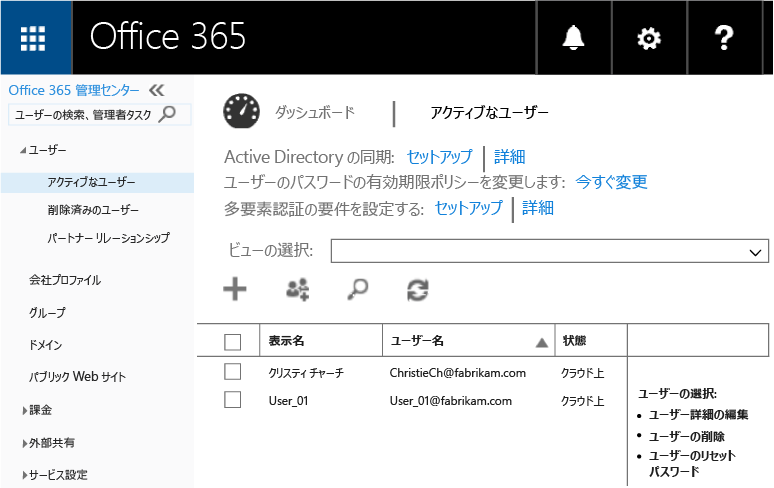 Office 365
?
Office 365 管理センター
ユーザーの検索、管理者タスク
ユーザー
アクティブなユーザー
削除済みのユーザー
パートナー リレーションシップ
会社プロファイル
グループ
ドメイン
パブリック Web サイト
課金
外部共有
サービス設定
ダッシュボード | アクティブなユーザー
Active Directory の同期: セットアップ | 詳細
ユーザーのパスワードの有効期限ポリシーを変更します: 今すぐ変更
多要素認証の要件を設定する: セットアップ | 詳細
ビューの選択:
表示名 ユーザー名 状態
クリスティ チャーチ ChristieCh@fabrikam.com クラウド上
User_01 User_01@fabrikam.com クラウド上
ユーザーの選択:
• ユーザー詳細の編集
• ユーザーの削除
• ユーザーのリセット
パスワード